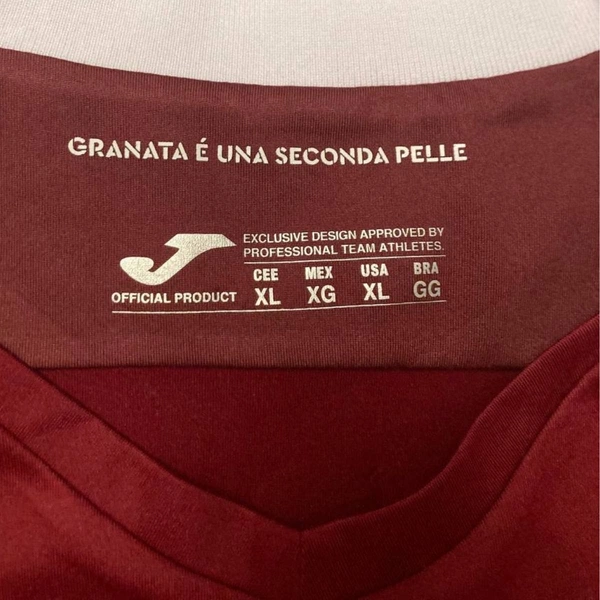 GRANATA É UNA SECONDA PELLE
EXCLUSIVE DESIGN APPROVED BY
PROFESSIONAL TEAM ATHLETES.
OFFICIAL PRODUCT
CEE MEX USA BRA
XL XG XL GG